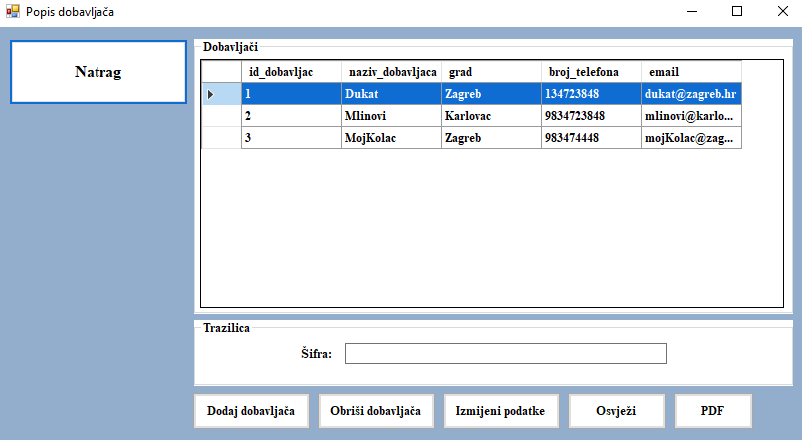 Popis dobavljača
Natrag
Dobavljači
id_dobavljac naziv_dobavljaca grad broj_telefona email
1 Dukat Zagreb 134723848 dukat@zagreb.hr
2 Mlinovi Karlovac 9834723848 mlinovi@karlo...
3 MojKolac Zagreb 983474448 mojKolac@zag...
Trazilica
Šifra:
Dodaj dobavljača Obriši dobavljača Izmijeni podatke Osvježi PDF